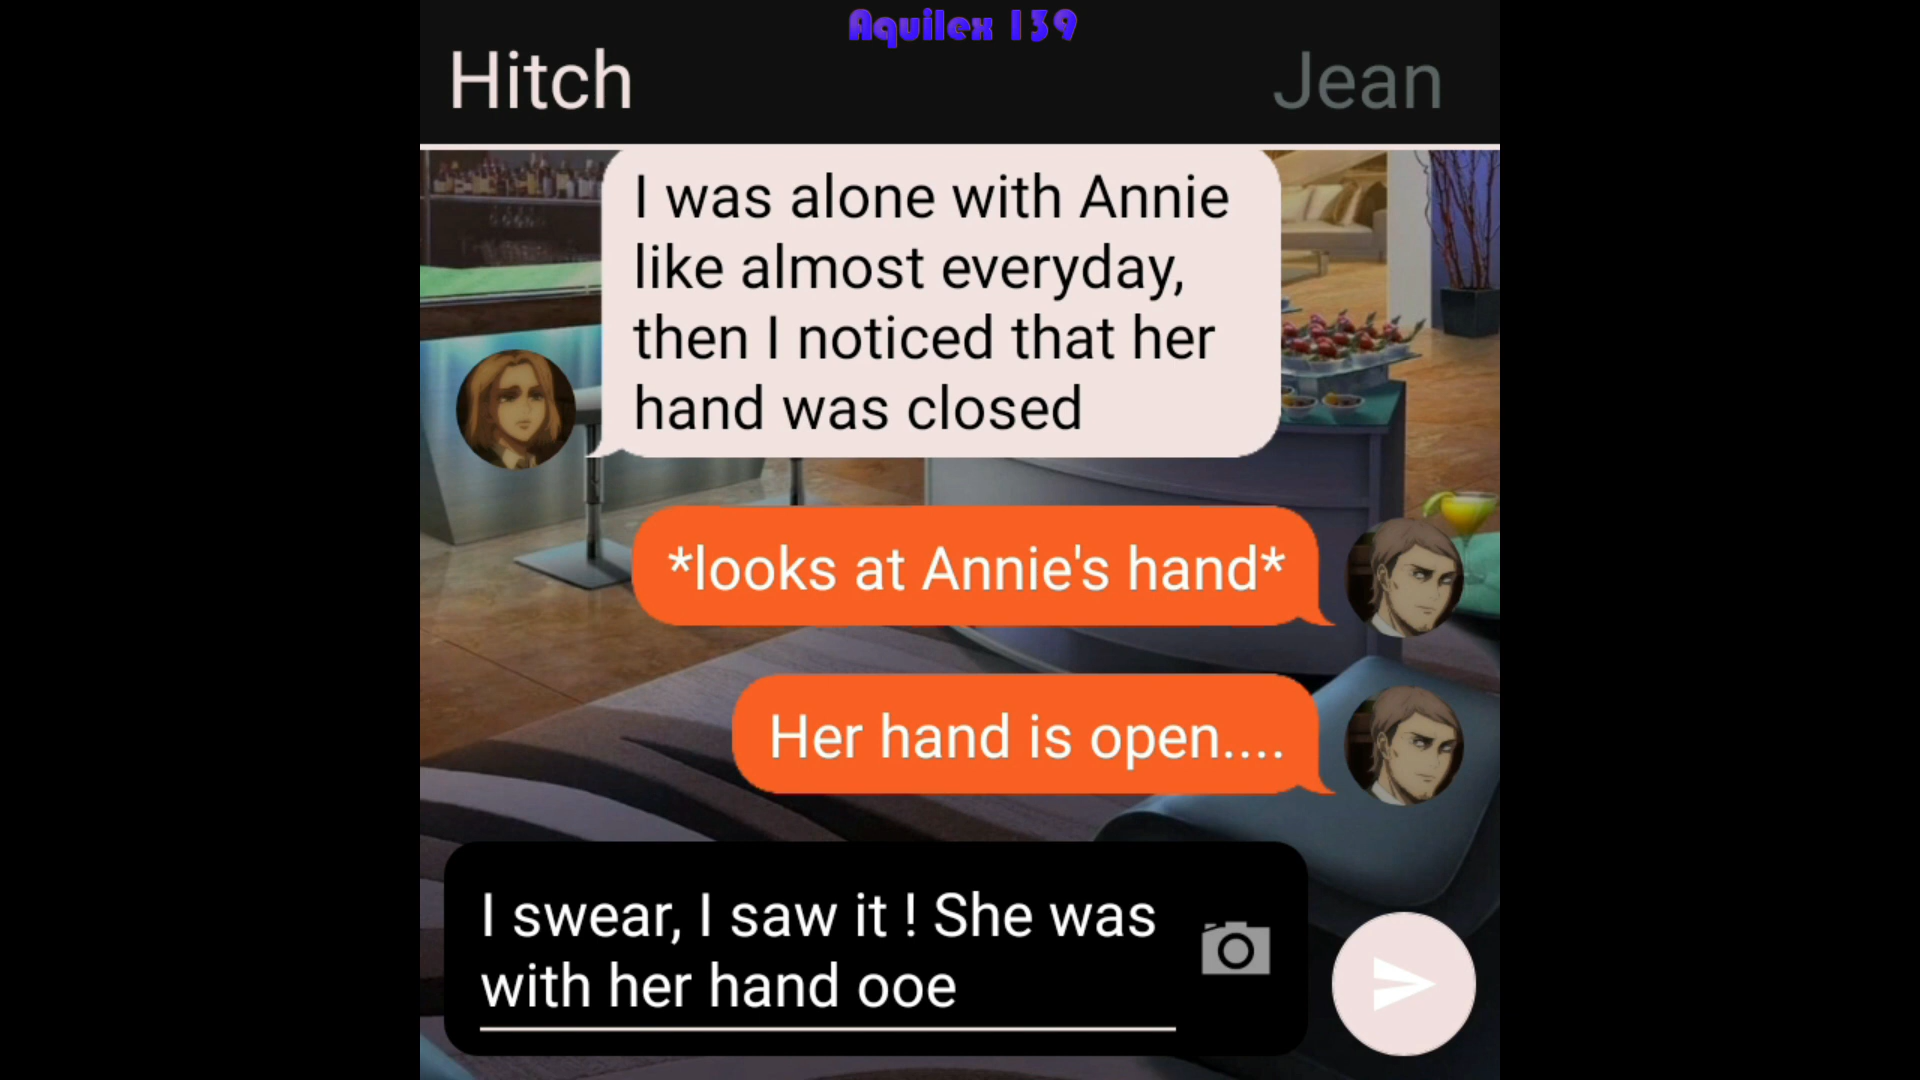 Aquilex 139
Hitch
Jean
I was alone with Annie
like almost everyday,
then I noticed that her
hand was closed
*looks at Annie's hand*
Her hand is open....
I swear, I saw it ! She was
with her hand ooe